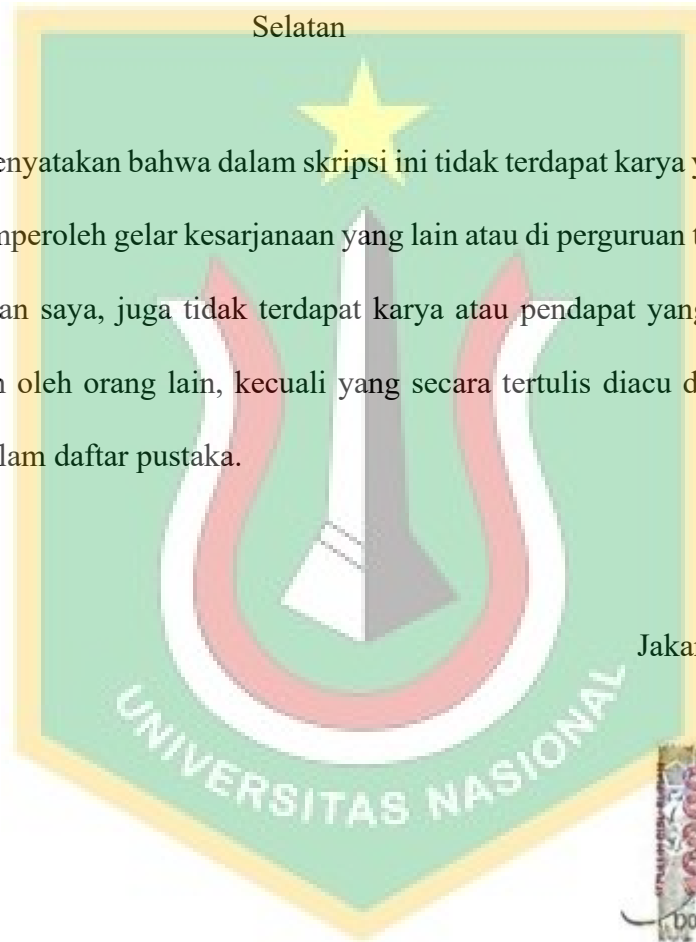 Selatan
enyatakan bahwa dalam skripsi ini tidak terdapat karya y
mperoleh gelar kesarjanaan yang lain atau di perguruan t
an saya, juga tidak terdapat karya atau pendapat yang
n oleh orang lain, kecuali yang secara tertulis diacu d
lam daftar pustaka.
Jakar
UNIVERSITAS NASIONAL